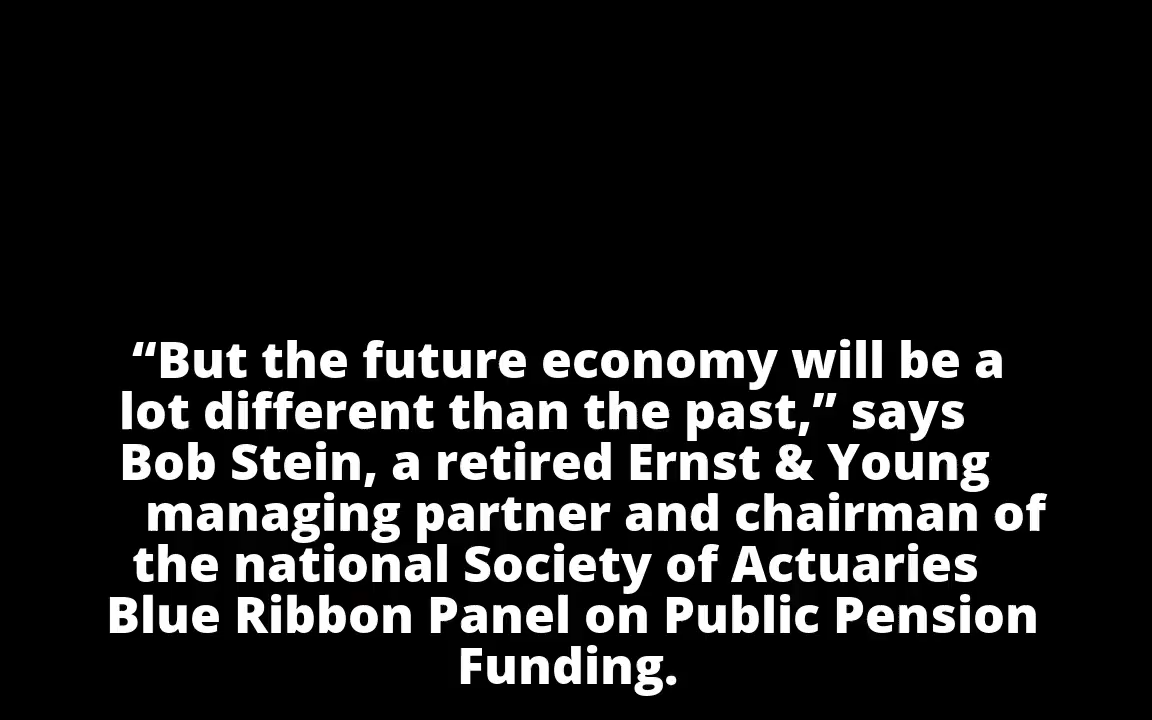 “But the future economy will be a
lot different than the past,” says
Bob Stein, a retired Ernst & Young
managing partner and chairman of
the national Society of Actuaries
Blue Ribbon Panel on Public Pension
Funding.